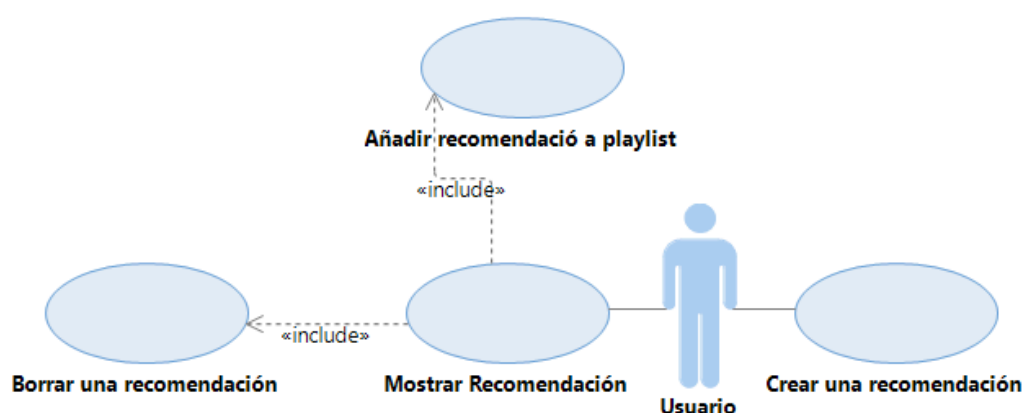 Añadir recomendació a playlist
«include»
«include»
Borrar una recomendación
Mostrar Recomendación
Crear una recomendación
Usuario